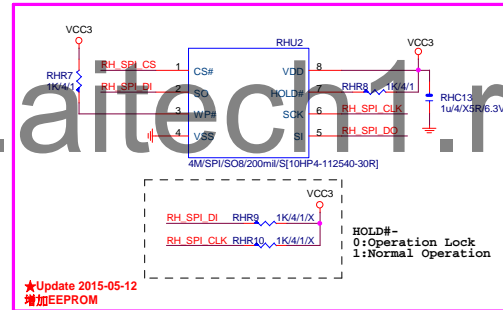 VCC3
RHU2
VCC3
RH_SPI_CS 1 CS# VDD 8
RHR7
1K/4/1
RH_SPI_DI 2 SO HOLD# 7 RHR8 1K/4/1
3 WP# SCK 6 RH_SPI_CLK
RHC13
1u/4/X5R/6.3V
4 VSS SI 5 RH_SPI_DO
4M/SPI/SO8/200mil/S[10HP4-112540-30R]
.aitech1.r
VCC3
RH_SPI_DI RHR9 1K/4/1/X
RH_SPI_CLK RHR10 1K/4/1/X
HOLD#-
0:Operation Lock
1:Normal Operation
★Update 2015-05-12
增加EEPROM